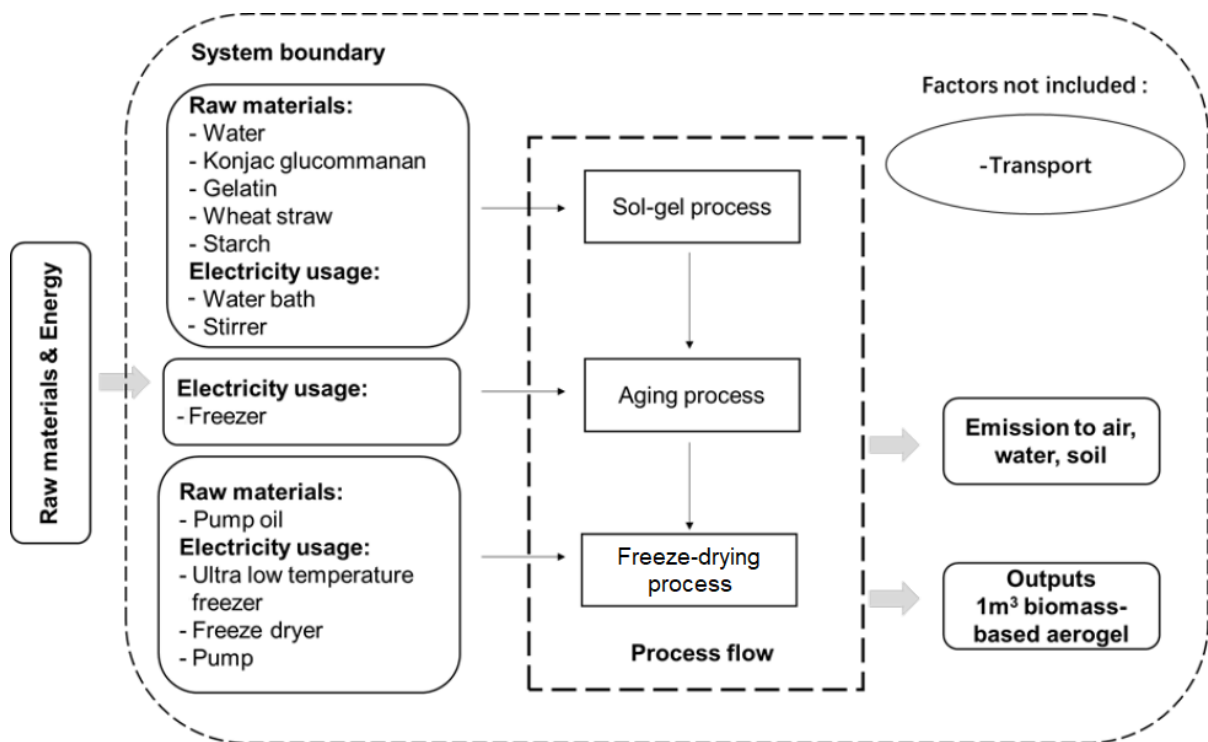 System boundary
Raw materials & Energy
Raw materials:
- Water
- Konjac glucommanan
- Gelatin
- Wheat straw
- Starch
Electricity usage:
- Water bath
- Stirrer
Electricity usage:
- Freezer
Raw materials:
- Pump oil
Electricity usage:
- Ultra low temperature
freezer
- Freeze dryer
- Pump
Sol-gel process
Aging process
Freeze-drying
process
Process flow
Factors not included :
-Transport
Emission to air,
water, soil
Outputs
1m³ biomass-
based aerogel